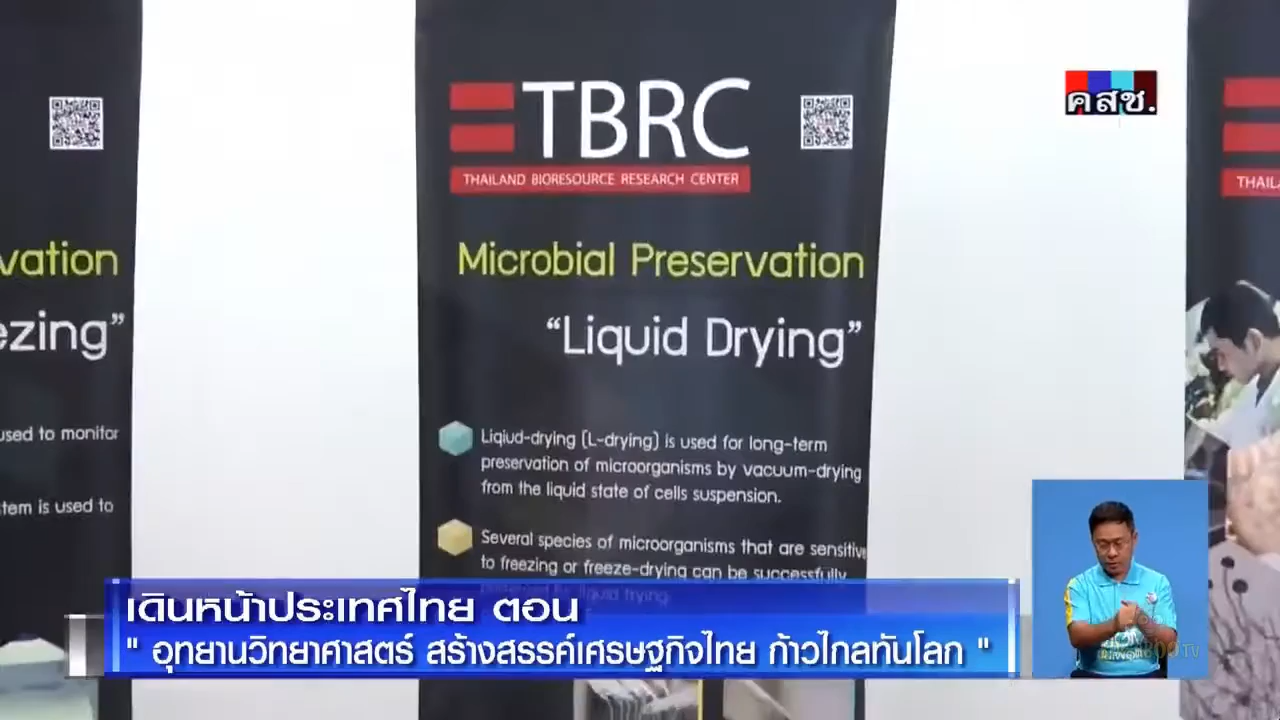 TBRC
THAILAND BIORESOURCE RESEARCH CENTER
คสช.
THAIL
vation
ezing”
Microbial Preservation
“Liquid Drying”
used to monitor
tem is used to
Liqiud-drying (L-drying) is used for long-term
preservation of microorganisms by vacuum-drying
from the liquid state of cells suspension.
Several species of microorganisms that are sensitive
to freezing or freeze-drying can be successfully
เดินหน้าประเทศไทย ตอน
" อุทยานวิทยาศาสตร์ สร้างสรรค์เศรษฐกิจไทย ก้าวไกลทันโลก "